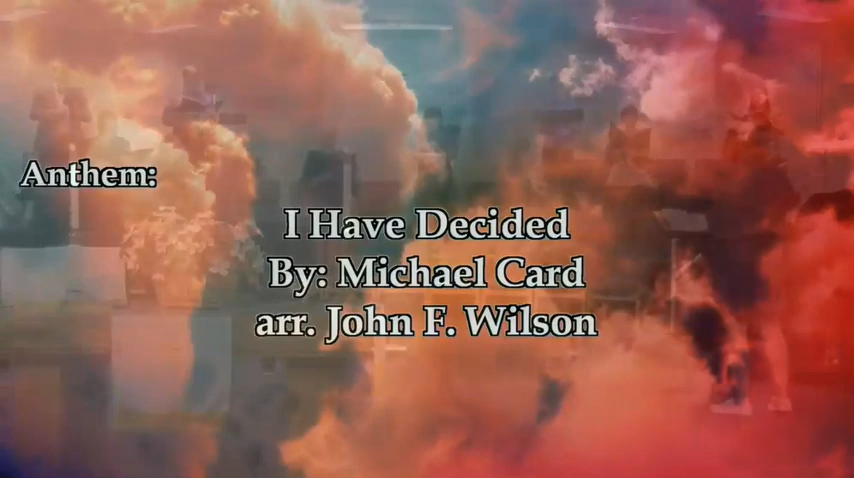 Anthem:
I Have Decided
By: Michael Card
arr. John F. Wilson